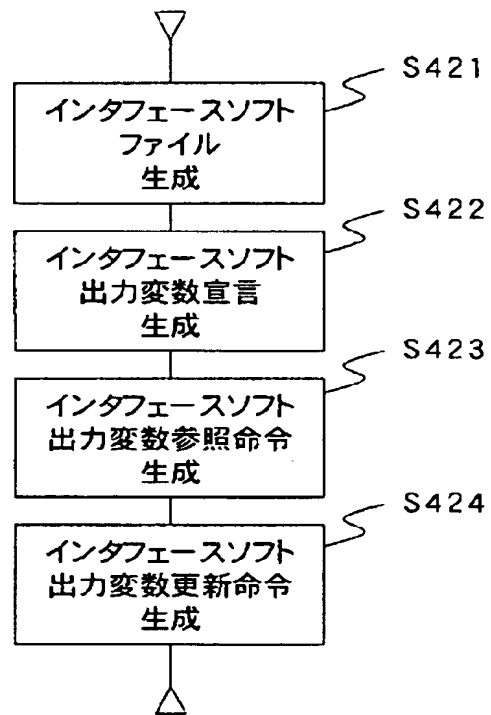 S421
インタフェースソフト
ファイル
生成
S422
インタフェースソフト
出力変数宣言
生成
S423
インタフェースソフト
出力変数参照命令
生成
S424
インタフェースソフト
出力変数更新命令
生成